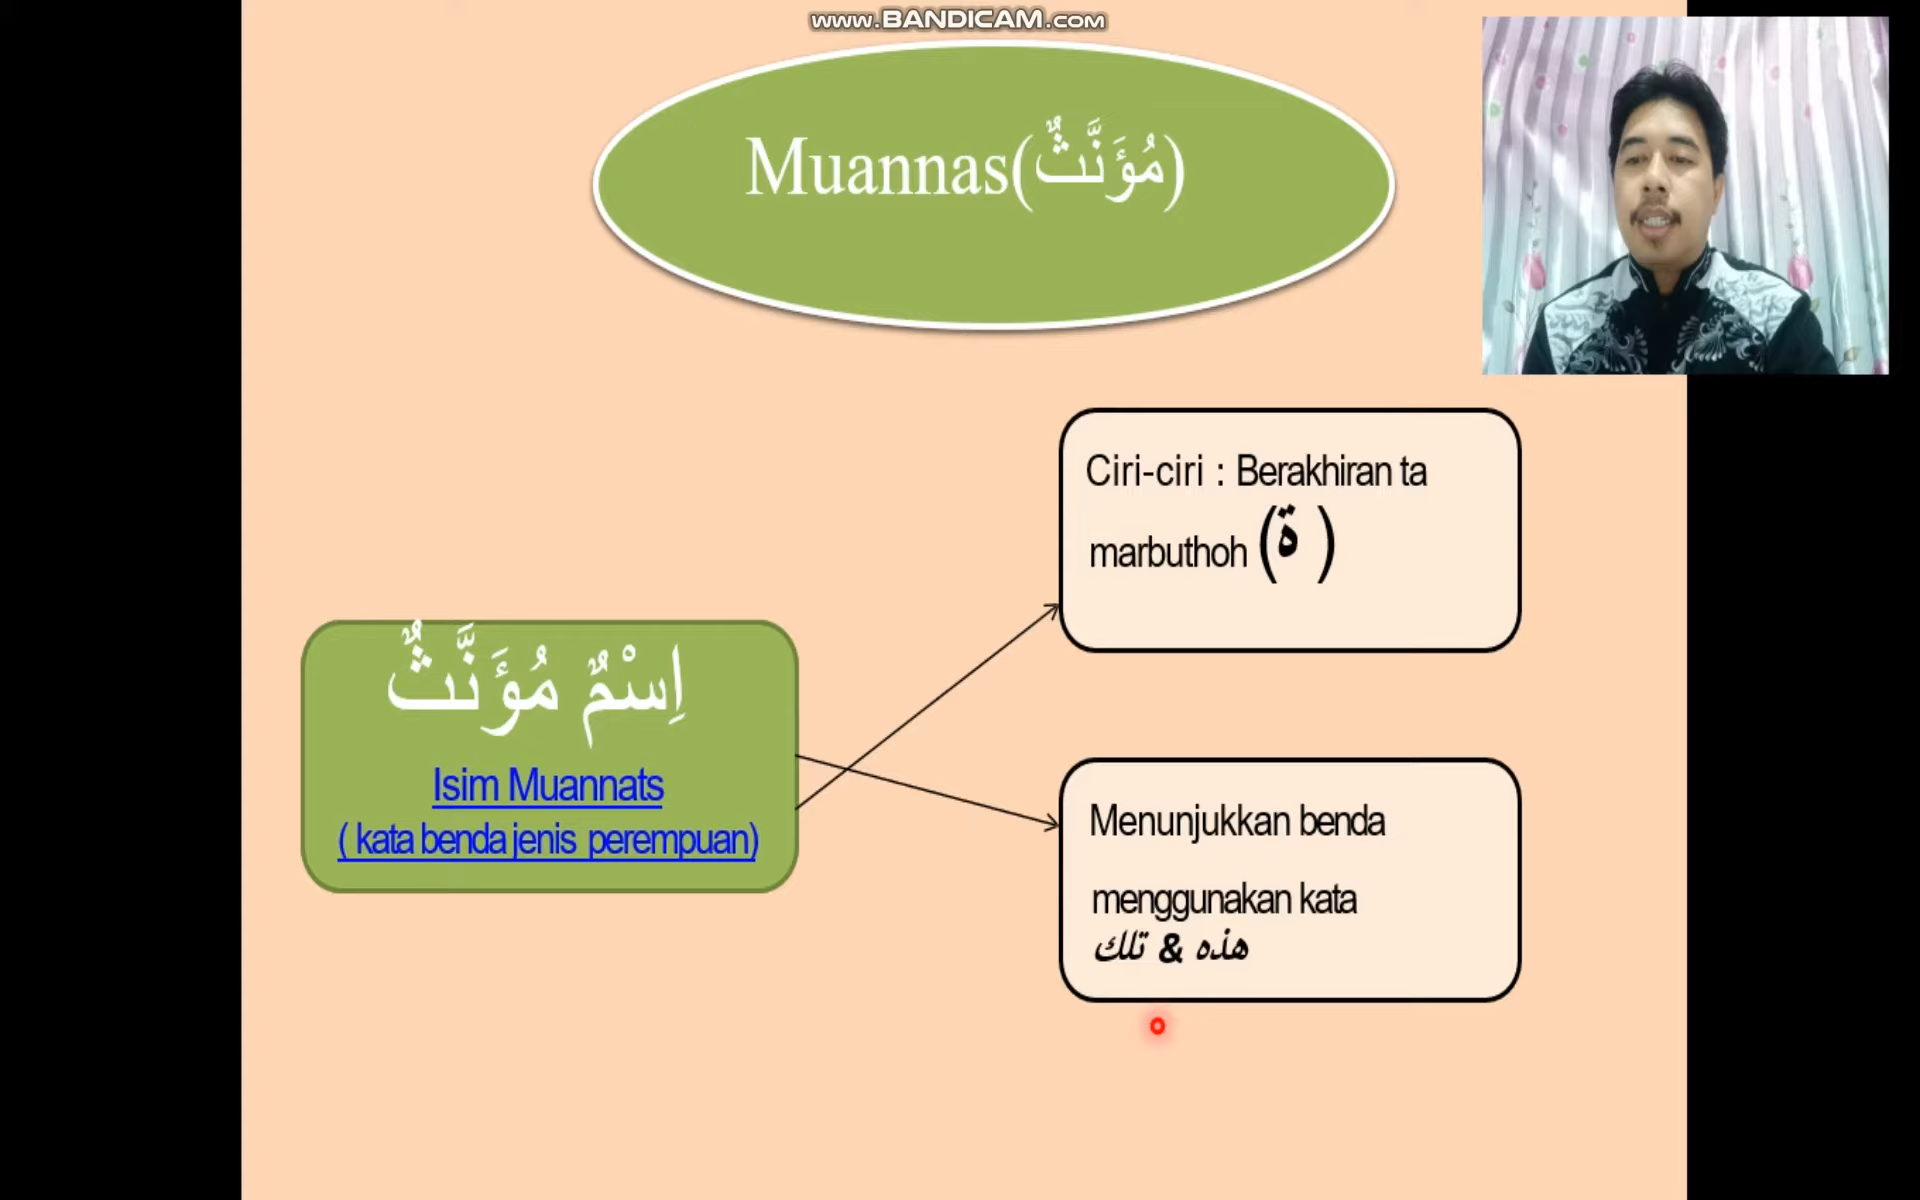 www.BANDICAM.com
Muannas(مُؤَنَّثٌ)
Ciri-ciri : Berakhiran ta
marbuthoh (ة )
اِسْمٌ مُؤَنَّثٌ
Isim Muannats
( kata benda jenis perempuan)
Menunjukkan benda
menggunakan kata
هذه & تلك